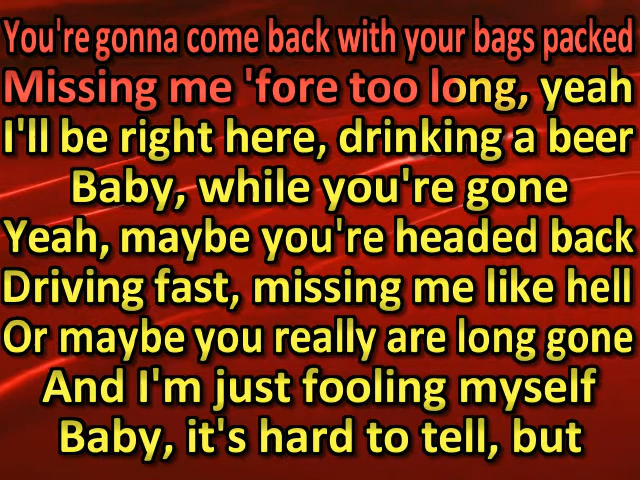 You're gonna come back with your bags packed
Missing me 'fore too long, yeah
I'll be right here, drinking a beer
Baby, while you're gone
Yeah, maybe you're headed back
Driving fast, missing me like hell
Or maybe you really are long gone
And I'm just fooling myself
Baby, it's hard to tell, but